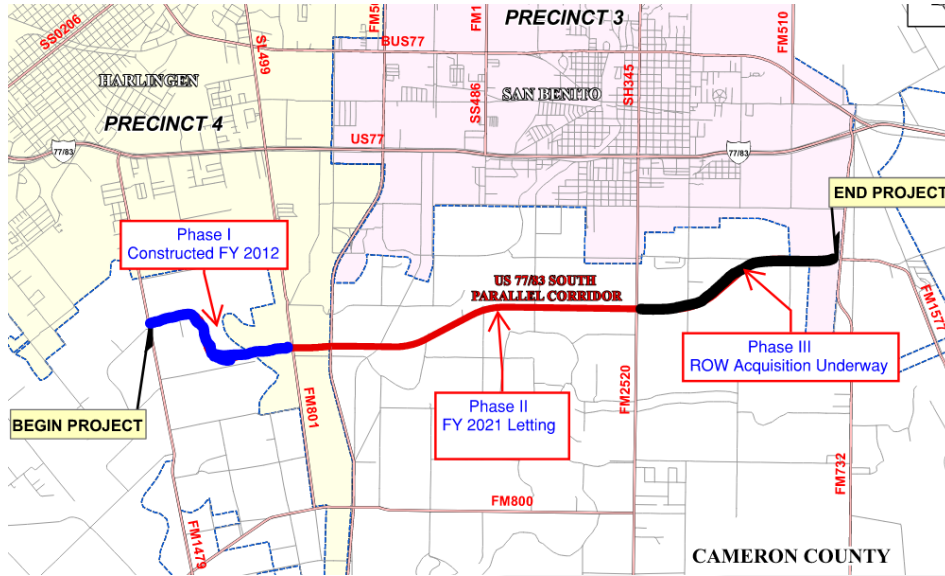 SS0206
SL499
FM50
BUS77
FM1
PRECINCT 3
FM510
HARLINGEN
SS486
SAN BENITO
SH345
PRECINCT 4
US77
77/83
77/83
END PROJECT
Phase I
Constructed FY 2012
US 77/83 SOUTH
PARALLEL CORRIDOR
FM1577
Phase III
ROW Acquisition Underway
BEGIN PROJECT
FM801
Phase II
FY 2021 Letting
FM2520
FM732
FM800
FM1479
CAMERON COUNTY